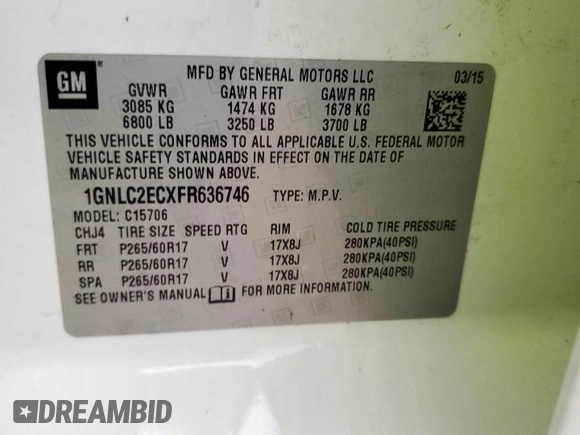 GM ®
MFD BY GENERAL MOTORS LLC 03/15
GVWR GAWR FRT GAWR RR
3085 KG 1474 KG 1678 KG
6800 LB 3250 LB 3700 LB
THIS VEHICLE CONFORMS TO ALL APPLICABLE U.S. FEDERAL MOTOR
VEHICLE SAFETY STANDARDS IN EFFECT ON THE DATE OF
MANUFACTURE SHOWN ABOVE.
1GNLC2ECXFR636746 TYPE: M.P.V.
MODEL: C15706
CHJ4 TIRE SIZE SPEED RTG RIM COLD TIRE PRESSURE
FRT P265/60R17 V 17X8J 280KPA(40PSI)
RR P265/60R17 V 17X8J 280KPA(40PSI)
SPA P265/60R17 V 17X8J 280KPA(40PSI)
SEE OWNER'S MANUAL FOR MORE INFORMATION.
DREAMBID